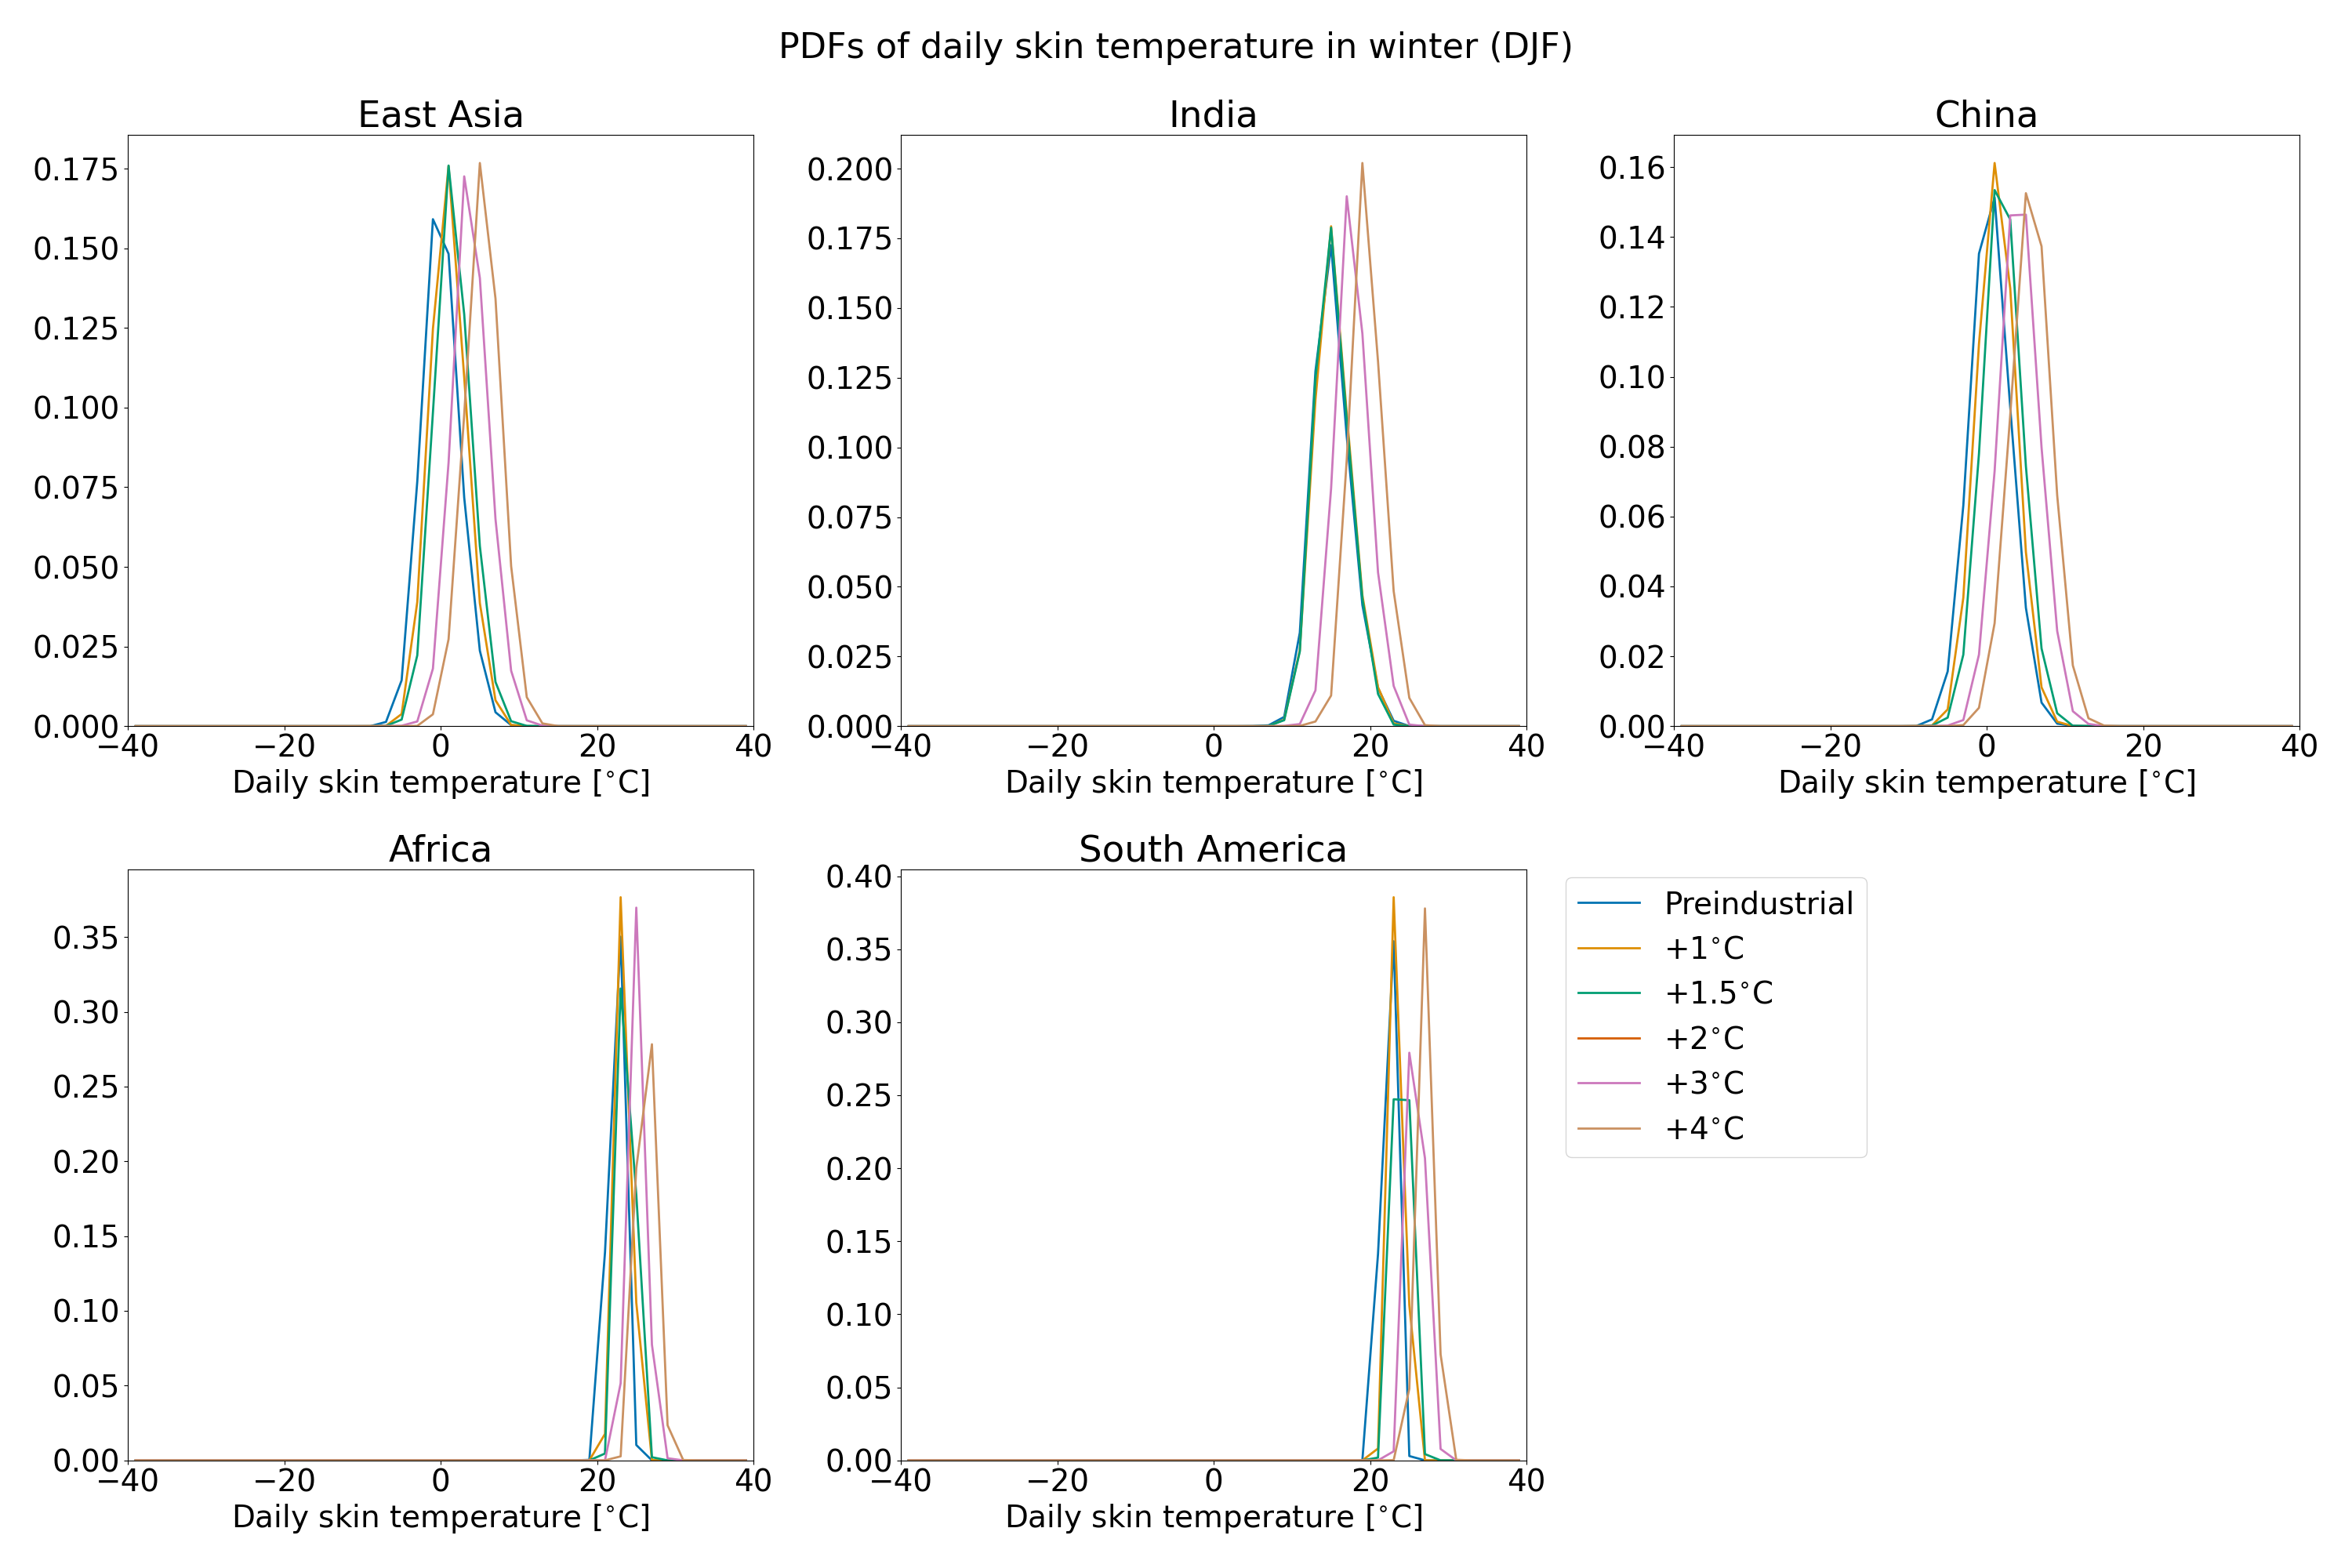 PDFs of daily skin temperature in winter (DJF)
East Asia
0.175
0.150
0.125
0.100
0.075
0.050
0.025
0.000
−40 −20 0 20 40
Daily skin temperature [°C]
India
0.200
0.175
0.150
0.125
0.100
0.075
0.050
0.025
0.000
−40 −20 0 20 40
Daily skin temperature [°C]
China
0.16
0.14
0.12
0.10
0.08
0.06
0.04
0.02
0.00
−40 −20 0 20 40
Daily skin temperature [°C]
Africa
0.35
0.30
0.25
0.20
0.15
0.10
0.05
0.00
−40 −20 0 20 40
Daily skin temperature [°C]
South America
0.40
0.35
0.30
0.25
0.20
0.15
0.10
0.05
0.00
−40 −20 0 20 40
Daily skin temperature [°C]
Preindustrial
+1°C
+1.5°C
+2°C
+3°C
+4°C